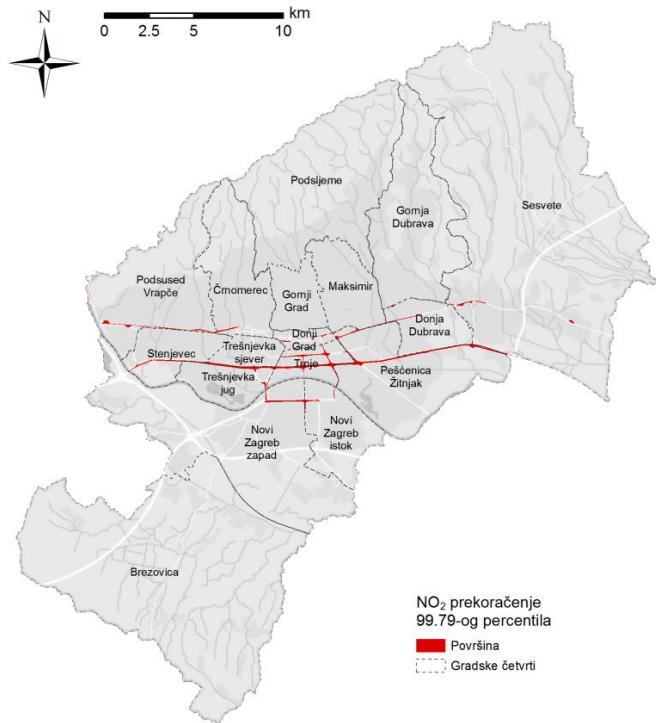 N
km
0 2.5 5 10
Podsljeme
Gornja
Dubrava
Sesvete
Podsused
Vrapče
Črnomerec
Gornji
Grad
Maksimir
Donji
Grad
Donja
Dubrava
Stenjevec
Trešnjevka
sjever
Trnje
Trešnjevka
jug
Peščenica
Žitnjak
Novi
Zagreb
zapad
Novi
Zagreb
istok
Brezovica
NO₂ prekoračenje
99.79-og percentila
Površina
Gradske četvrti